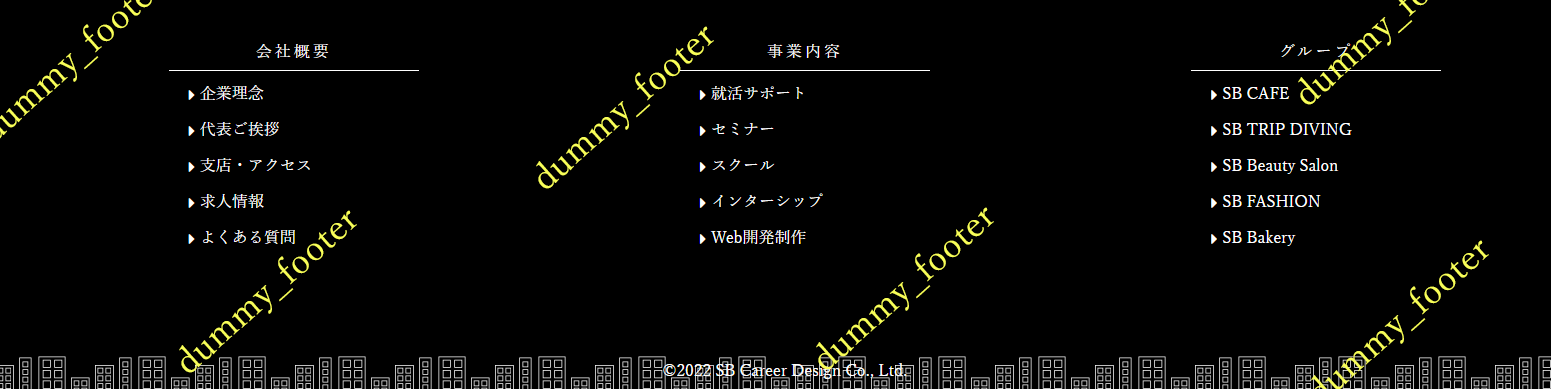 会社概要
企業理念
代表ご挨拶
支店・アクセス
求人情報
よくある質問
事業内容
就活サポート
セミナー
スクール
インターシップ
Web開発制作
グループ
SB CAFE
SB TRIP DIVING
SB Beauty Salon
SB FASHION
SB Bakery
©2022 SB Career Design Co., Ltd.
dummy_footer
dummy_footer
dummy_footer
dummy_footer
dummy_footer
dummy_footer